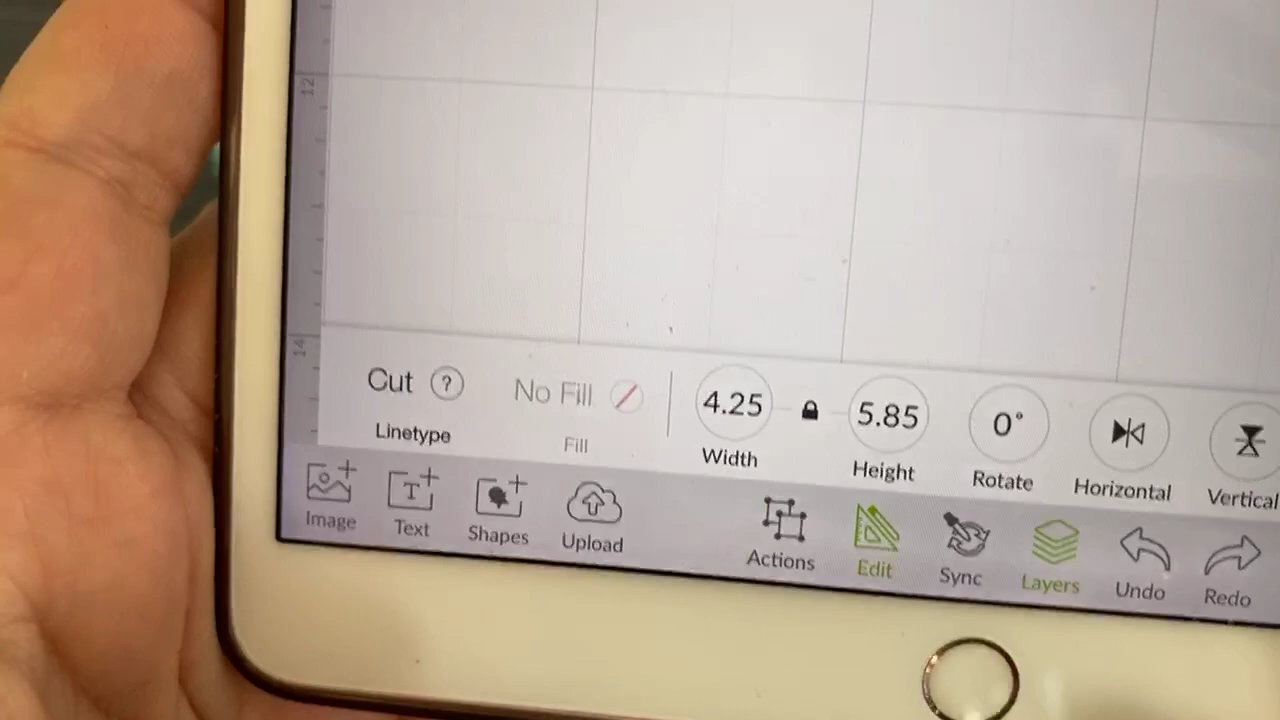 12
14
Cut ?
No Fill
4.25
5.85
0°
Linetype
Fill
Width
Height
Rotate
Horizontal
Vertical
T
Image
Text
Shapes
Upload
Actions
Edit
Sync
Layers
Undo
Redo